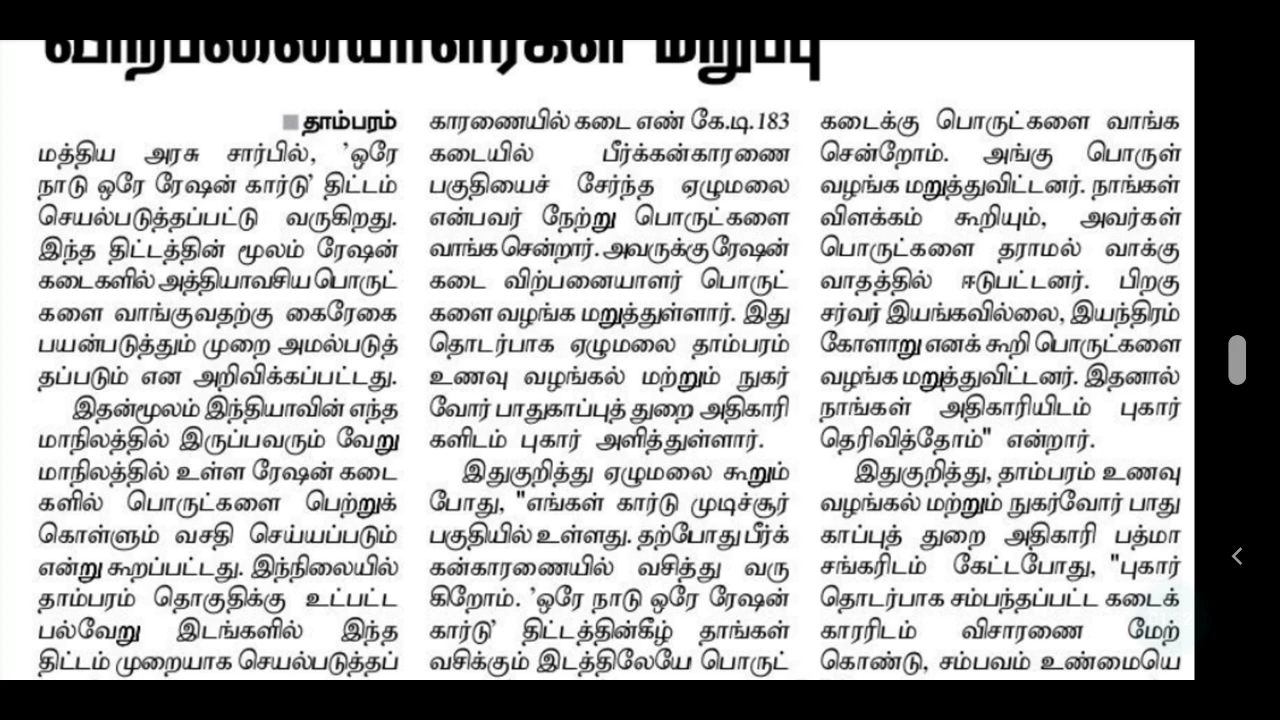 விற்பனையாளர்கள் மறுப்பு
தாம்பரம்
மத்திய அரசு சார்பில், 'ஒரே
நாடு ஒரே ரேஷன் கார்டு' திட்டம்
செயல்படுத்தப்பட்டு வருகிறது.
இந்த திட்டத்தின் மூலம் ரேஷன்
கடைகளில் அத்தியாவசிய பொருட்
களை வாங்குவதற்கு கைரேகை
பயன்படுத்தும் முறை அமல்படுத்
தப்படும் என அறிவிக்கப்பட்டது.
இதன்மூலம் இந்தியாவின் எந்த
மாநிலத்தில் இருப்பவரும் வேறு
மாநிலத்தில் உள்ள ரேஷன் கடை
களில் பொருட்களை பெற்றுக்
கொள்ளும் வசதி செய்யப்படும்
என்று கூறப்பட்டது. இந்நிலையில்
தாம்பரம் தொகுதிக்கு உட்பட்ட
பல்வேறு இடங்களில் இந்த
திட்டம் முறையாக செயல்படுத்தப்
காரணையில் கடை எண் கே.டி.183
கடையில் பீர்க்கன்காரணை
பகுதியைச் சேர்ந்த ஏழுமலை
என்பவர் நேற்று பொருட்களை
வாங்க சென்றார். அவருக்கு ரேஷன்
கடை விற்பனையாளர் பொருட்
களை வழங்க மறுத்துள்ளார். இது
தொடர்பாக ஏழுமலை தாம்பரம்
உணவு வழங்கல் மற்றும் நுகர்
வோர் பாதுகாப்புத் துறை அதிகாரி
களிடம் புகார் அளித்துள்ளார்.
இதுகுறித்து ஏழுமலை கூறும்
போது, "எங்கள் கார்டு முடிச்சூர்
பகுதியில் உள்ளது. தற்போது பீர்க்
கன்காரணையில் வசித்து வரு
கிறோம். 'ஒரே நாடு ஒரே ரேஷன்
கார்டு' திட்டத்தின்கீழ் தாங்கள்
வசிக்கும் இடத்திலேயே பொருட்
கடைக்கு பொருட்களை வாங்க
சென்றோம். அங்கு பொருள்
வழங்க மறுத்துவிட்டனர். நாங்கள்
விளக்கம் கூறியும், அவர்கள்
பொருட்களை தராமல் வாக்கு
வாதத்தில் ஈடுபட்டனர். பிறகு
சர்வர் இயங்கவில்லை, இயந்திரம்
கோளாறு எனக் கூறி பொருட்களை
வழங்க மறுத்துவிட்டனர். இதனால்
நாங்கள் அதிகாரியிடம் புகார்
தெரிவித்தோம்" என்றார்.
இதுகுறித்து, தாம்பரம் உணவு
வழங்கல் மற்றும் நுகர்வோர் பாது
காப்புத் துறை அதிகாரி பத்மா
சங்கரிடம் கேட்டபோது, "புகார்
தொடர்பாக சம்பந்தப்பட்ட கடைக்
காரரிடம் விசாரணை மேற்
கொண்டு, சம்பவம் உண்மையெ